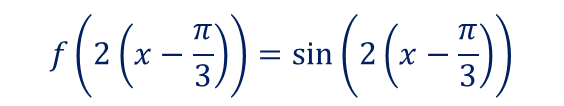 f(2(x − π/3)) = sin(2(x − π/3))